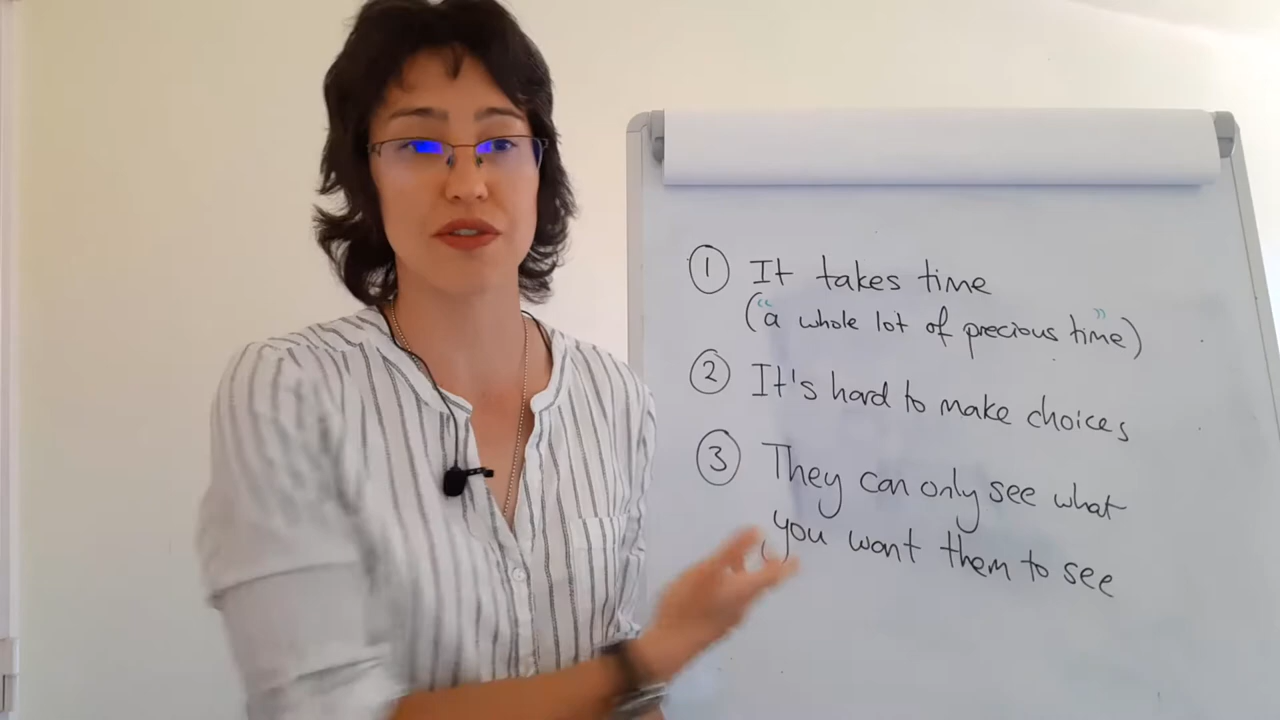 ① It takes time
(“a whole lot of precious time”)
② It's hard to make choices
③ They can only see what
you want them to see